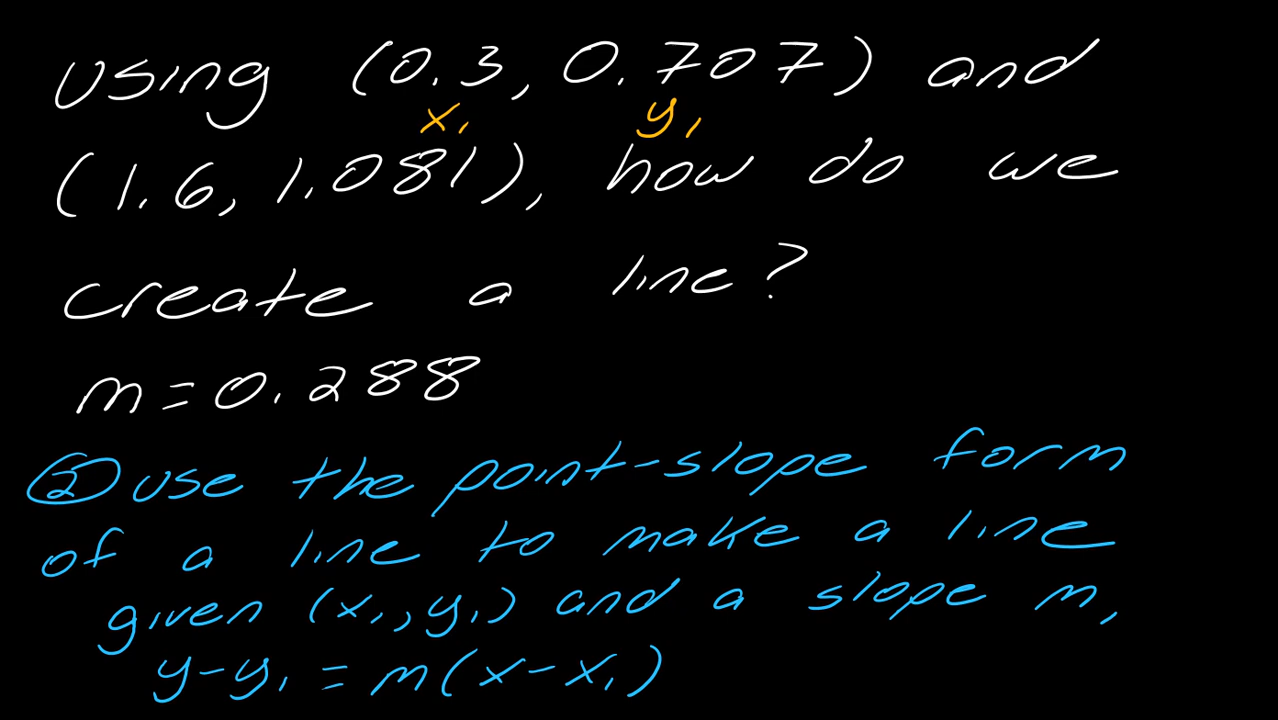 Using (0.3, 0.707) and
x₁ y₁
(1.6, 1.081), how do we
create a line?
m=0.288
② use the point-slope form
of a line to make a line
given (x₁, y₁) and a slope m,
y-y₁ = m(x-x₁)